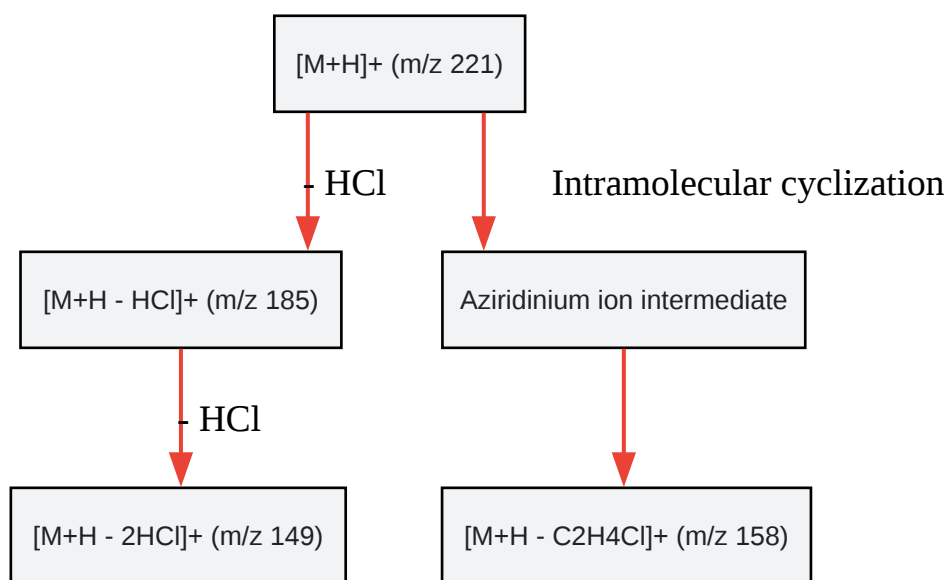 [M+H]+ (m/z 221)
- HCl
Intramolecular cyclization
[M+H - HCl]+ (m/z 185)
Aziridinium ion intermediate
- HCl
[M+H - 2HCl]+ (m/z 149)
[M+H - C2H4Cl]+ (m/z 158)